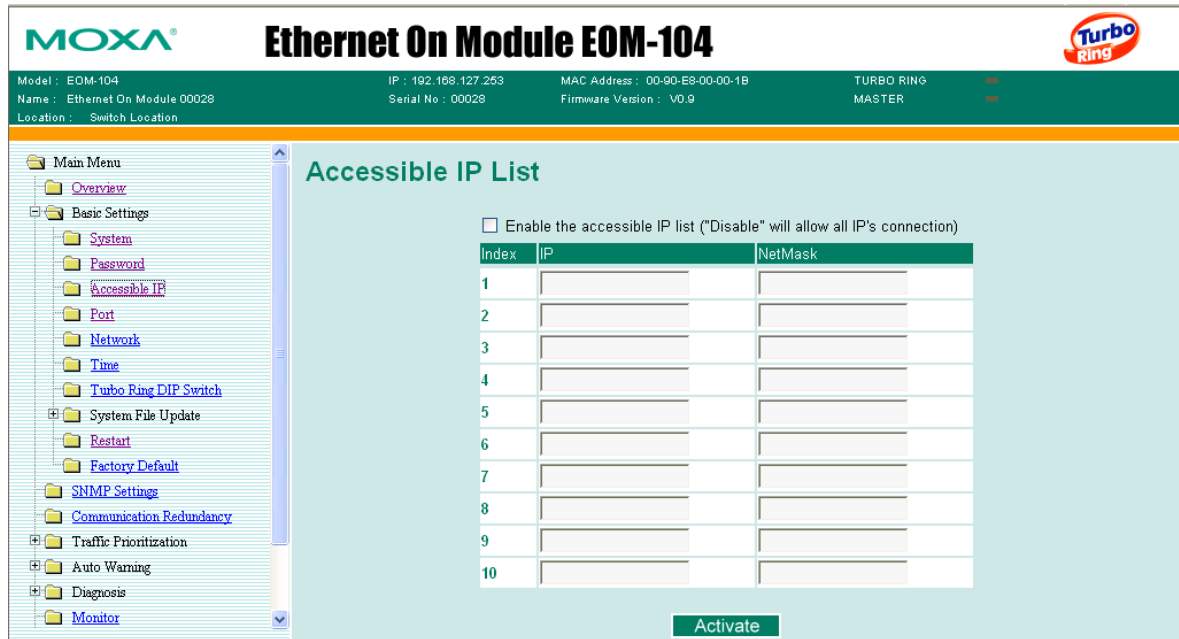 MOXA®
Ethernet On Module EOM-104
Turbo Ring
Model : EOM-104
Name : Ethernet On Module 00028
Location : Switch Location
IP : 192.168.127.253
Serial No : 00028
MAC Address : 00-90-E8-00-00-1B
Firmware Version : V0.9
TURBO RING
MASTER
Main Menu
Overview
Basic Settings
System
Password
Accessible IP
Port
Network
Time
Turbo Ring DIP Switch
System File Update
Restart
Factory Default
SNMP Settings
Communication Redundancy
Traffic Prioritization
Auto Warning
Diagnosis
Monitor
Accessible IP List
Enable the accessible IP list ("Disable" will allow all IP's connection)
Index IP NetMask
1
2
3
4
5
6
7
8
9
10
Activate